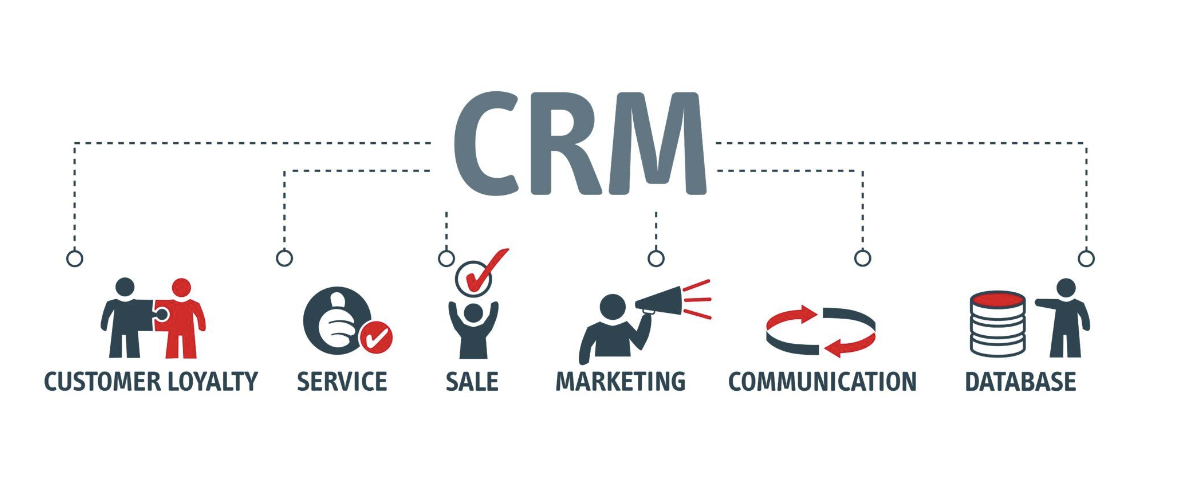 CRM
CUSTOMER LOYALTY
SERVICE
SALE
MARKETING
COMMUNICATION
DATABASE